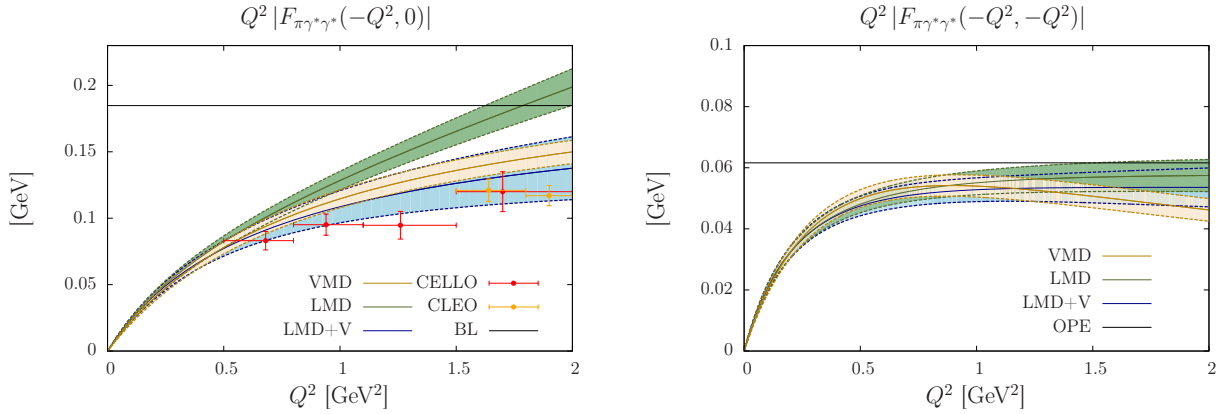 Q² |F_{πγ*γ*}(−Q², 0)|
[GeV]
0.2
0.15
0.1
0.05
0
VMD
LMD
LMD+V
CELLO
CLEO
BL
0 0.5 1 1.5 2
Q² [GeV²]
Q² |F_{πγ*γ*}(−Q², −Q²)|
[GeV]
0.1
0.08
0.06
0.04
0.02
0
VMD
LMD
LMD+V
OPE
0 0.5 1 1.5 2
Q² [GeV²]